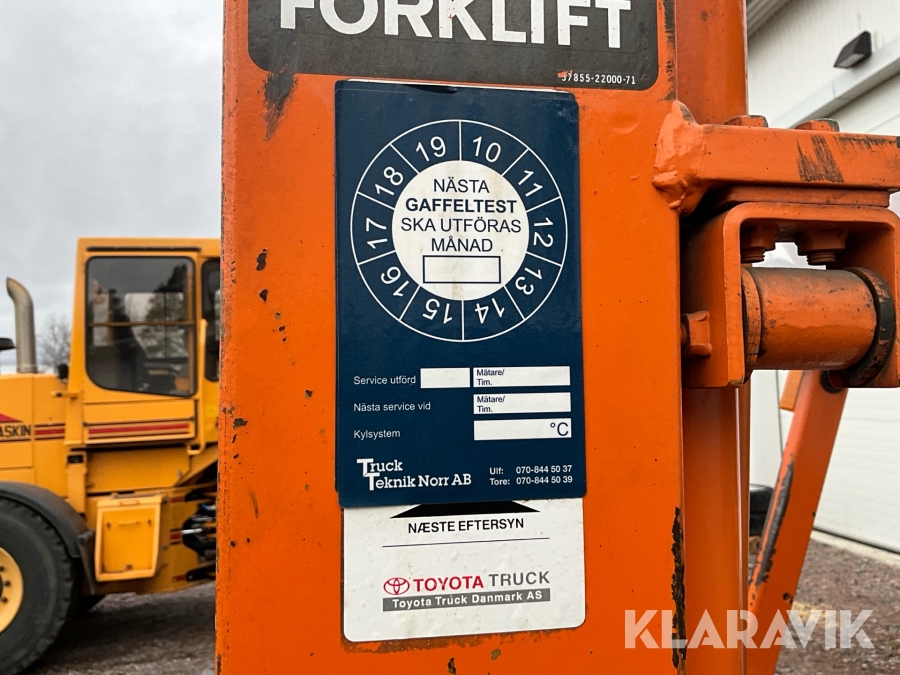 FORKLIFT
57855-22000-71
10 11 12 13 14 15 16 17 18 19
NÄSTA
GAFFELTEST
SKA UTFÖRAS
MÅNAD
Service utförd Mätare/
Tim.
Nästa service vid Mätare/
Tim.
Kylsystem °C
Truck
Teknik Norr AB
Ulf: 070-844 50 37
Tore: 070-844 50 39
NÆSTE EFTERSYN
TOYOTA TRUCK
Toyota Truck Danmark AS
ASKIN
KLARAVIK